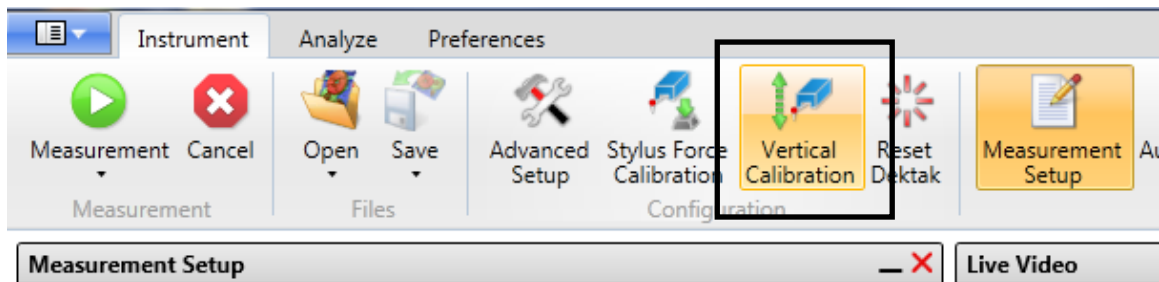 Instrument Analyze Preferences
Measurement Cancel Open Save Advanced Setup Stylus Force Calibration Vertical Calibration Reset Dektak Measurement Setup Au
Measurement Files Configuration
Measurement Setup Live Video